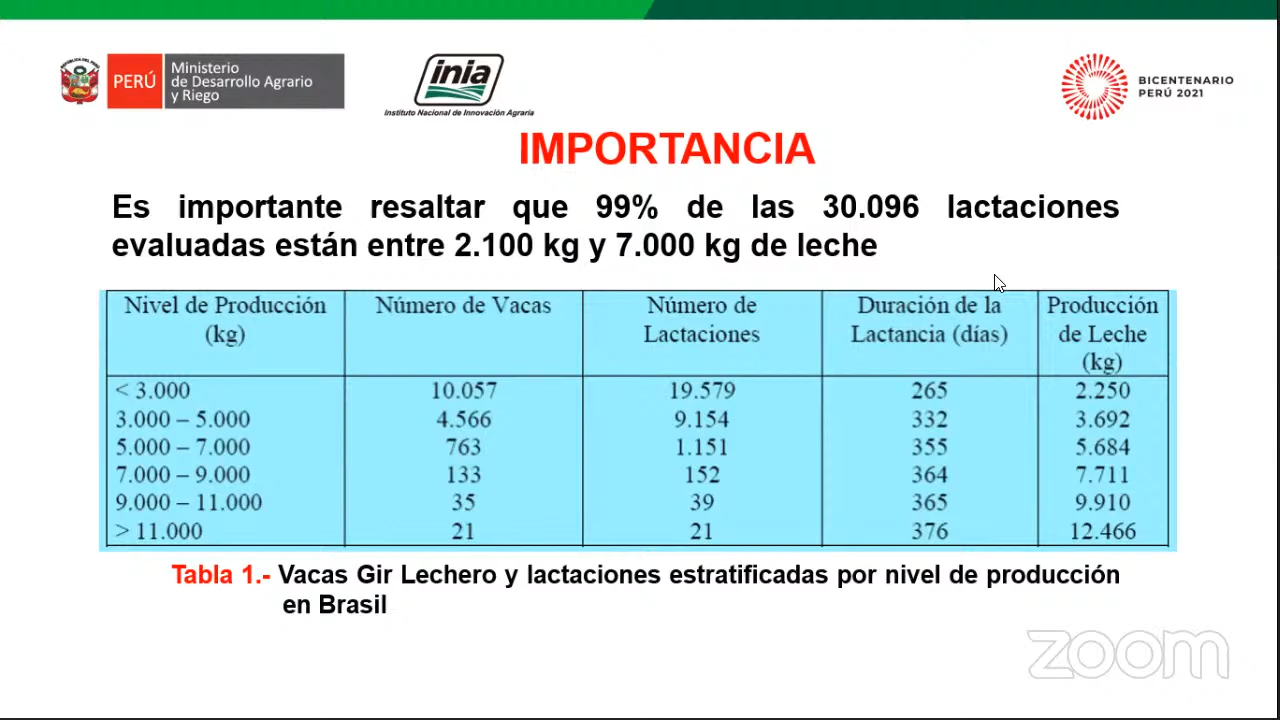 PERÚ
Ministerio
de Desarrollo Agrario
y Riego
inia
Instituto Nacional de Innovación Agraria
BICENTENARIO
PERÚ 2021
IMPORTANCIA
Es importante resaltar que 99% de las 30.096 lactaciones
evaluadas están entre 2.100 kg y 7.000 kg de leche
Nivel de Producción (kg) Número de Vacas Número de Lactaciones Duración de la Lactancia (días) Producción de Leche (kg)
< 3.000 10.057 19.579 265 2.250
3.000 – 5.000 4.566 9.154 332 3.692
5.000 – 7.000 763 1.151 355 5.684
7.000 – 9.000 133 152 364 7.711
9.000 – 11.000 35 39 365 9.910
> 11.000 21 21 376 12.466
Tabla 1.- Vacas Gir Lechero y lactaciones estratificadas por nivel de producción
en Brasil
zoom